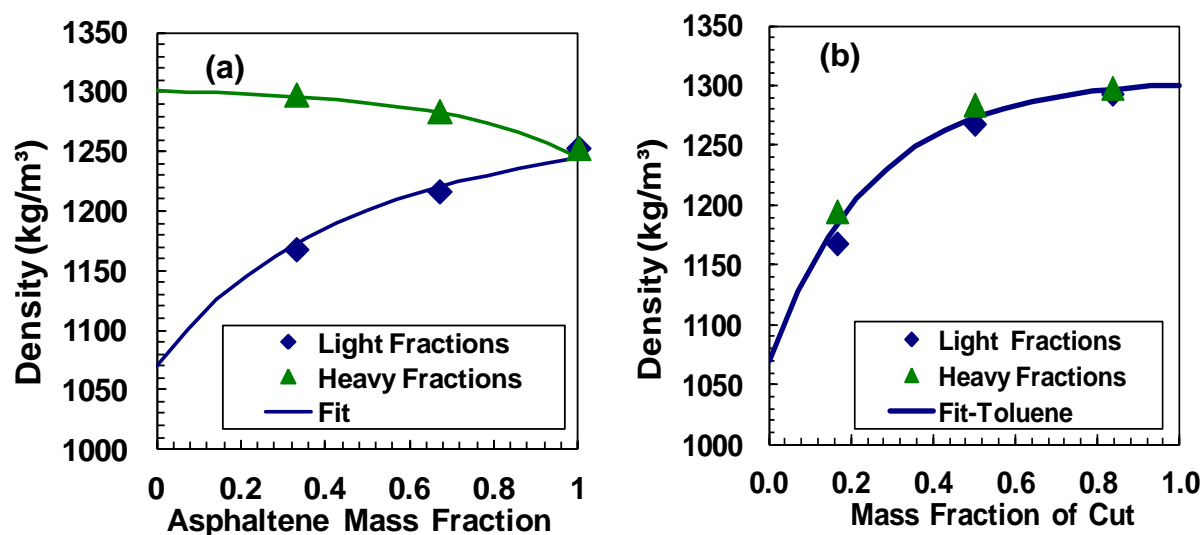 (a)
Density (kg/m³)
1350
1300
1250
1200
1150
1100
1050
1000
Light Fractions
Heavy Fractions
Fit
0 0.2 0.4 0.6 0.8 1
Asphaltene Mass Fraction
(b)
Density (kg/m³)
1350
1300
1250
1200
1150
1100
1050
1000
Light Fractions
Heavy Fractions
Fit-Toluene
0.0 0.2 0.4 0.6 0.8 1.0
Mass Fraction of Cut